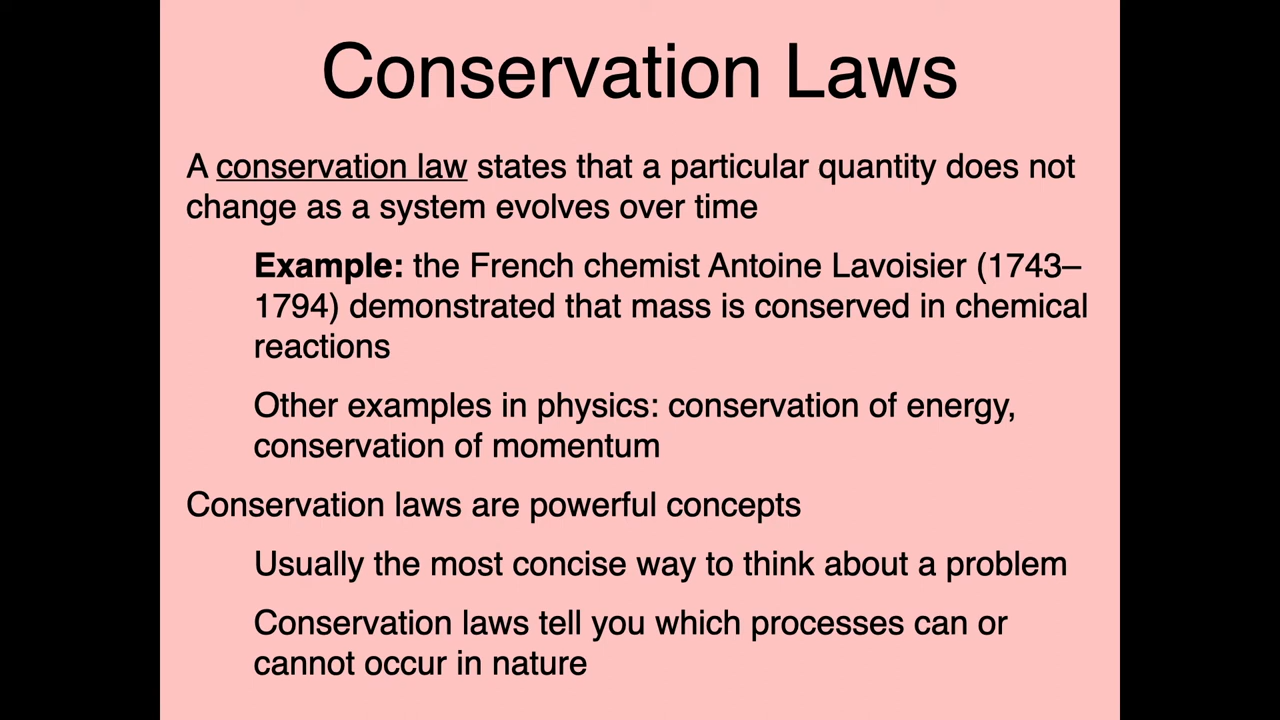 Conservation Laws
A conservation law states that a particular quantity does not
change as a system evolves over time
Example: the French chemist Antoine Lavoisier (1743–
1794) demonstrated that mass is conserved in chemical
reactions
Other examples in physics: conservation of energy,
conservation of momentum
Conservation laws are powerful concepts
Usually the most concise way to think about a problem
Conservation laws tell you which processes can or
cannot occur in nature